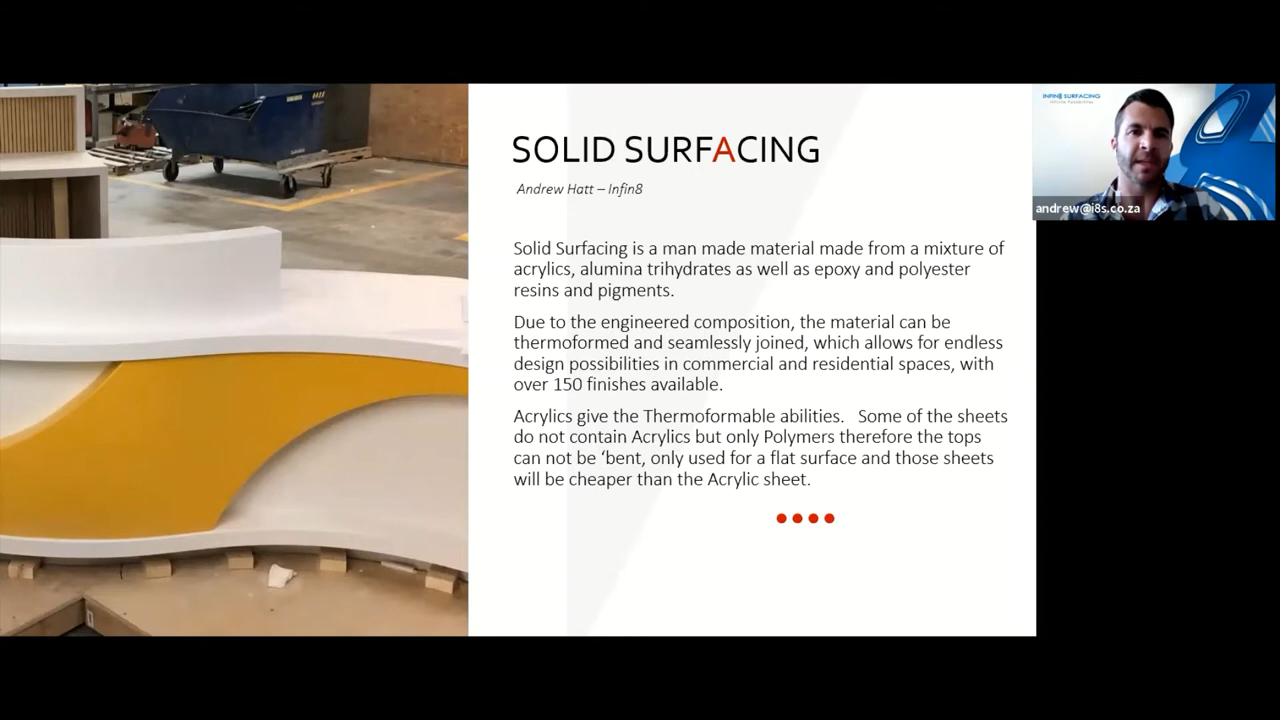 SOLID SURFACING
Andrew Hatt – Infin8
Solid Surfacing is a man made material made from a mixture of
acrylics, alumina trihydrates as well as epoxy and polyester
resins and pigments.
Due to the engineered composition, the material can be
thermoformed and seamlessly joined, which allows for endless
design possibilities in commercial and residential spaces, with
over 150 finishes available.
Acrylics give the Thermoformable abilities.   Some of the sheets
do not contain Acrylics but only Polymers therefore the tops
can not be ‘bent, only used for a flat surface and those sheets
will be cheaper than the Acrylic sheet.
INFIN8 SURFACING
Infinite Possibilities
andrew@i8s.co.za